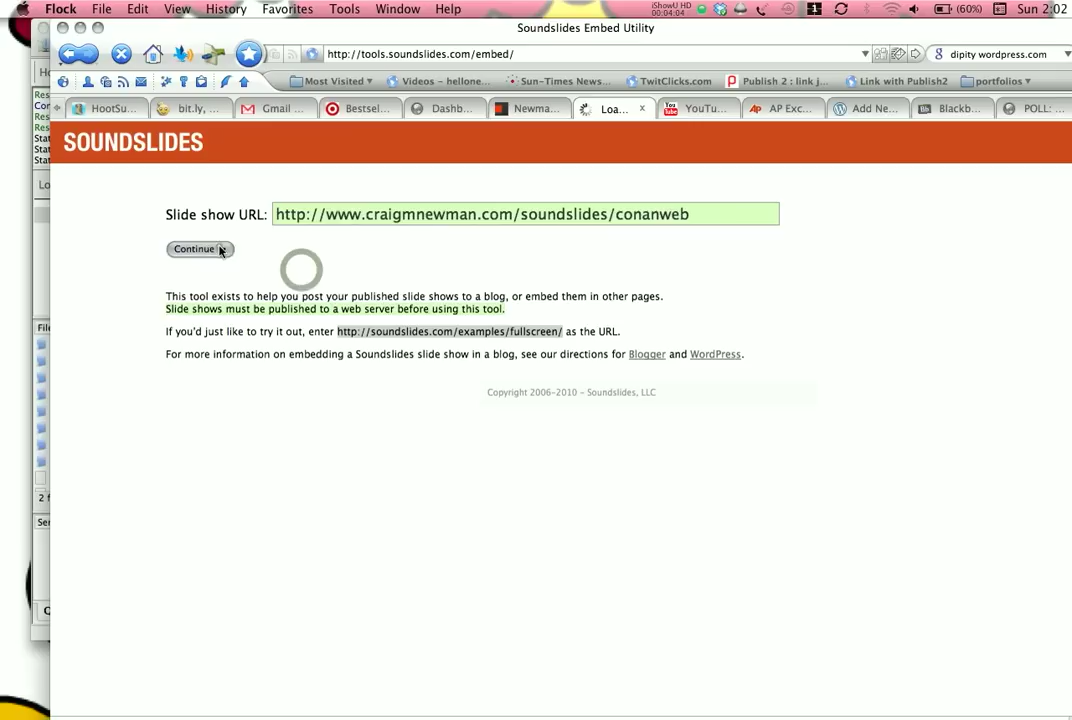 Flock File Edit View History Favorites Tools Window Help iShowU HD 00:04:04 1 (60%) Sun 2:02
Soundslides Embed Utility
http://tools.soundslides.com/embed/ dipity wordpress.com
Most Visited Videos – hellone... Sun-Times News... TwitClicks.com Publish 2 : link j... Link with Publish2 portfolios
HootSu... bit.ly, ... Gmail ... Bestsel... Dashb... Newma... Loa... x YouTu... AP Exc... Add Ne... Blackb... POLL: ...
SOUNDSLIDES
Slide show URL: http://www.craigmnewman.com/soundslides/conanweb
Continue
This tool exists to help you post your published slide shows to a blog, or embed them in other pages.
Slide shows must be published to a web server before using this tool.
If you'd just like to try it out, enter http://soundslides.com/examples/fullscreen/ as the URL.
For more information on embedding a Soundslides slide show in a blog, see our directions for Blogger and WordPress.
Copyright 2006–2010 – Soundslides, LLC